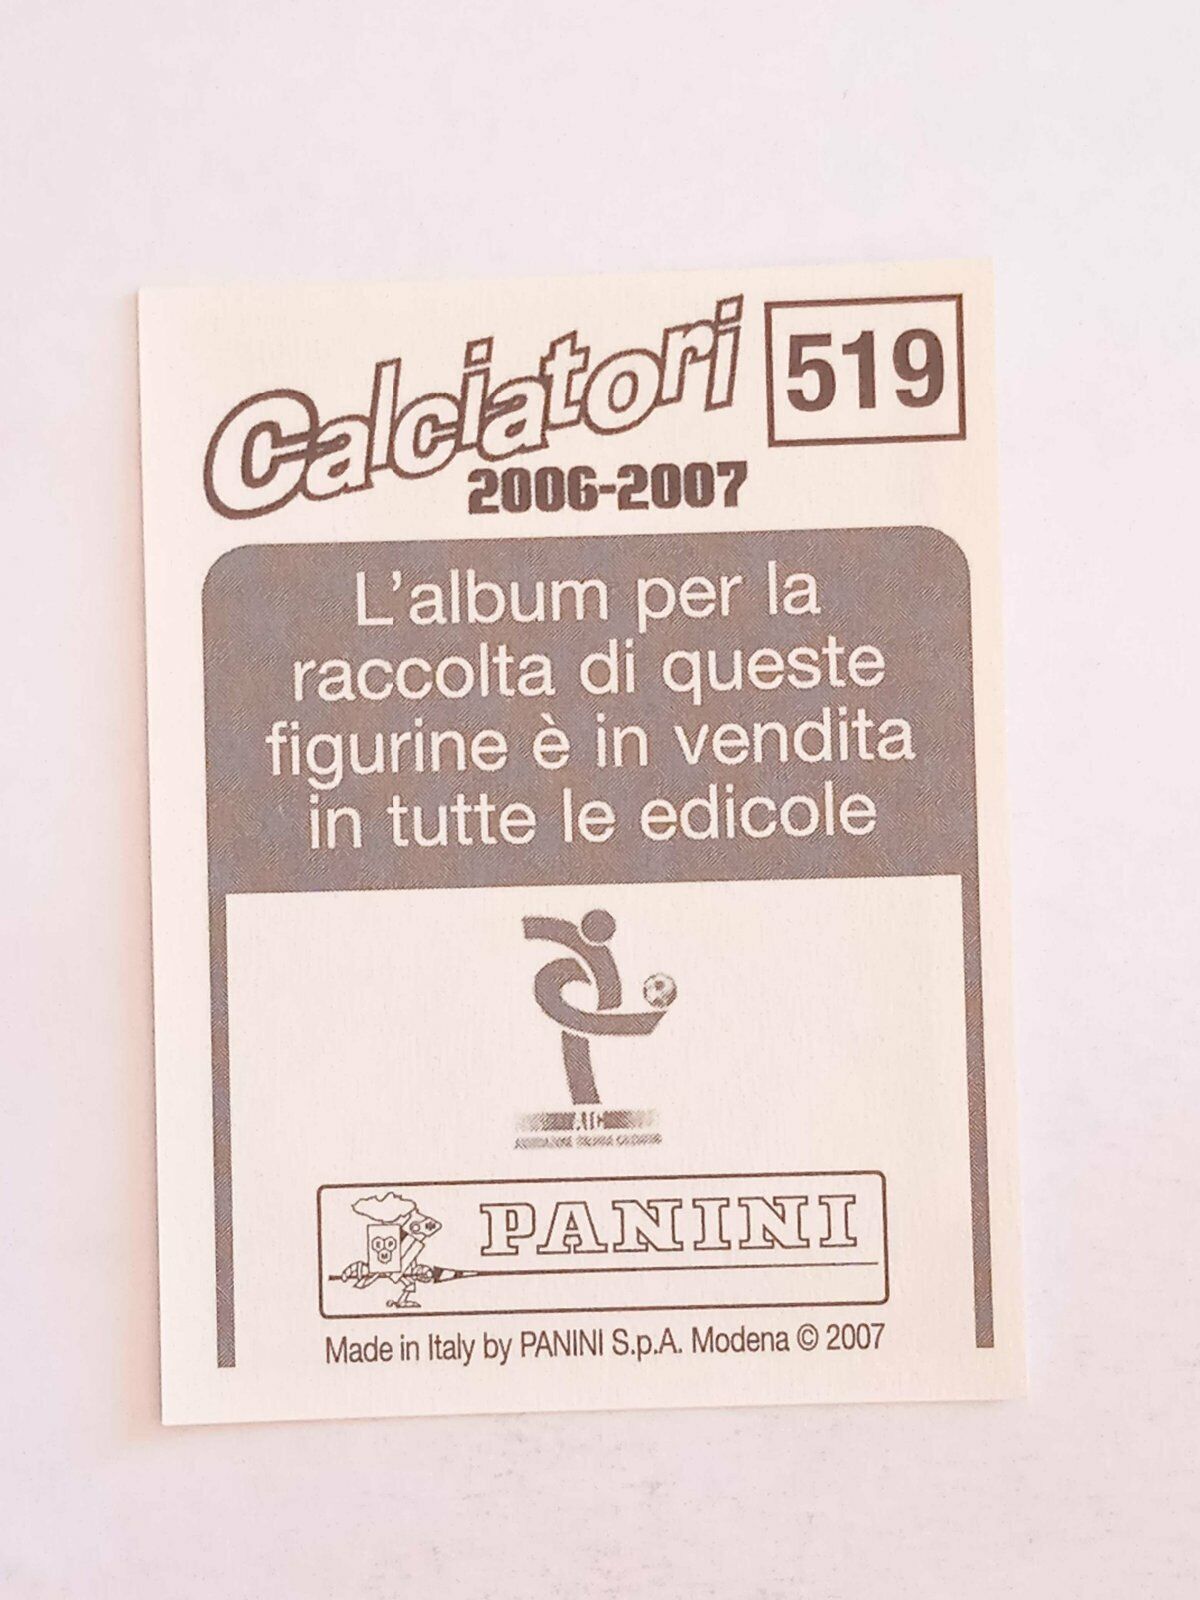 Calciatori
519
2006-2007
L'album per la
raccolta di queste
figurine è in vendita
in tutte le edicole
AIC
PANINI
Made in Italy by PANINI S.p.A. Modena © 2007